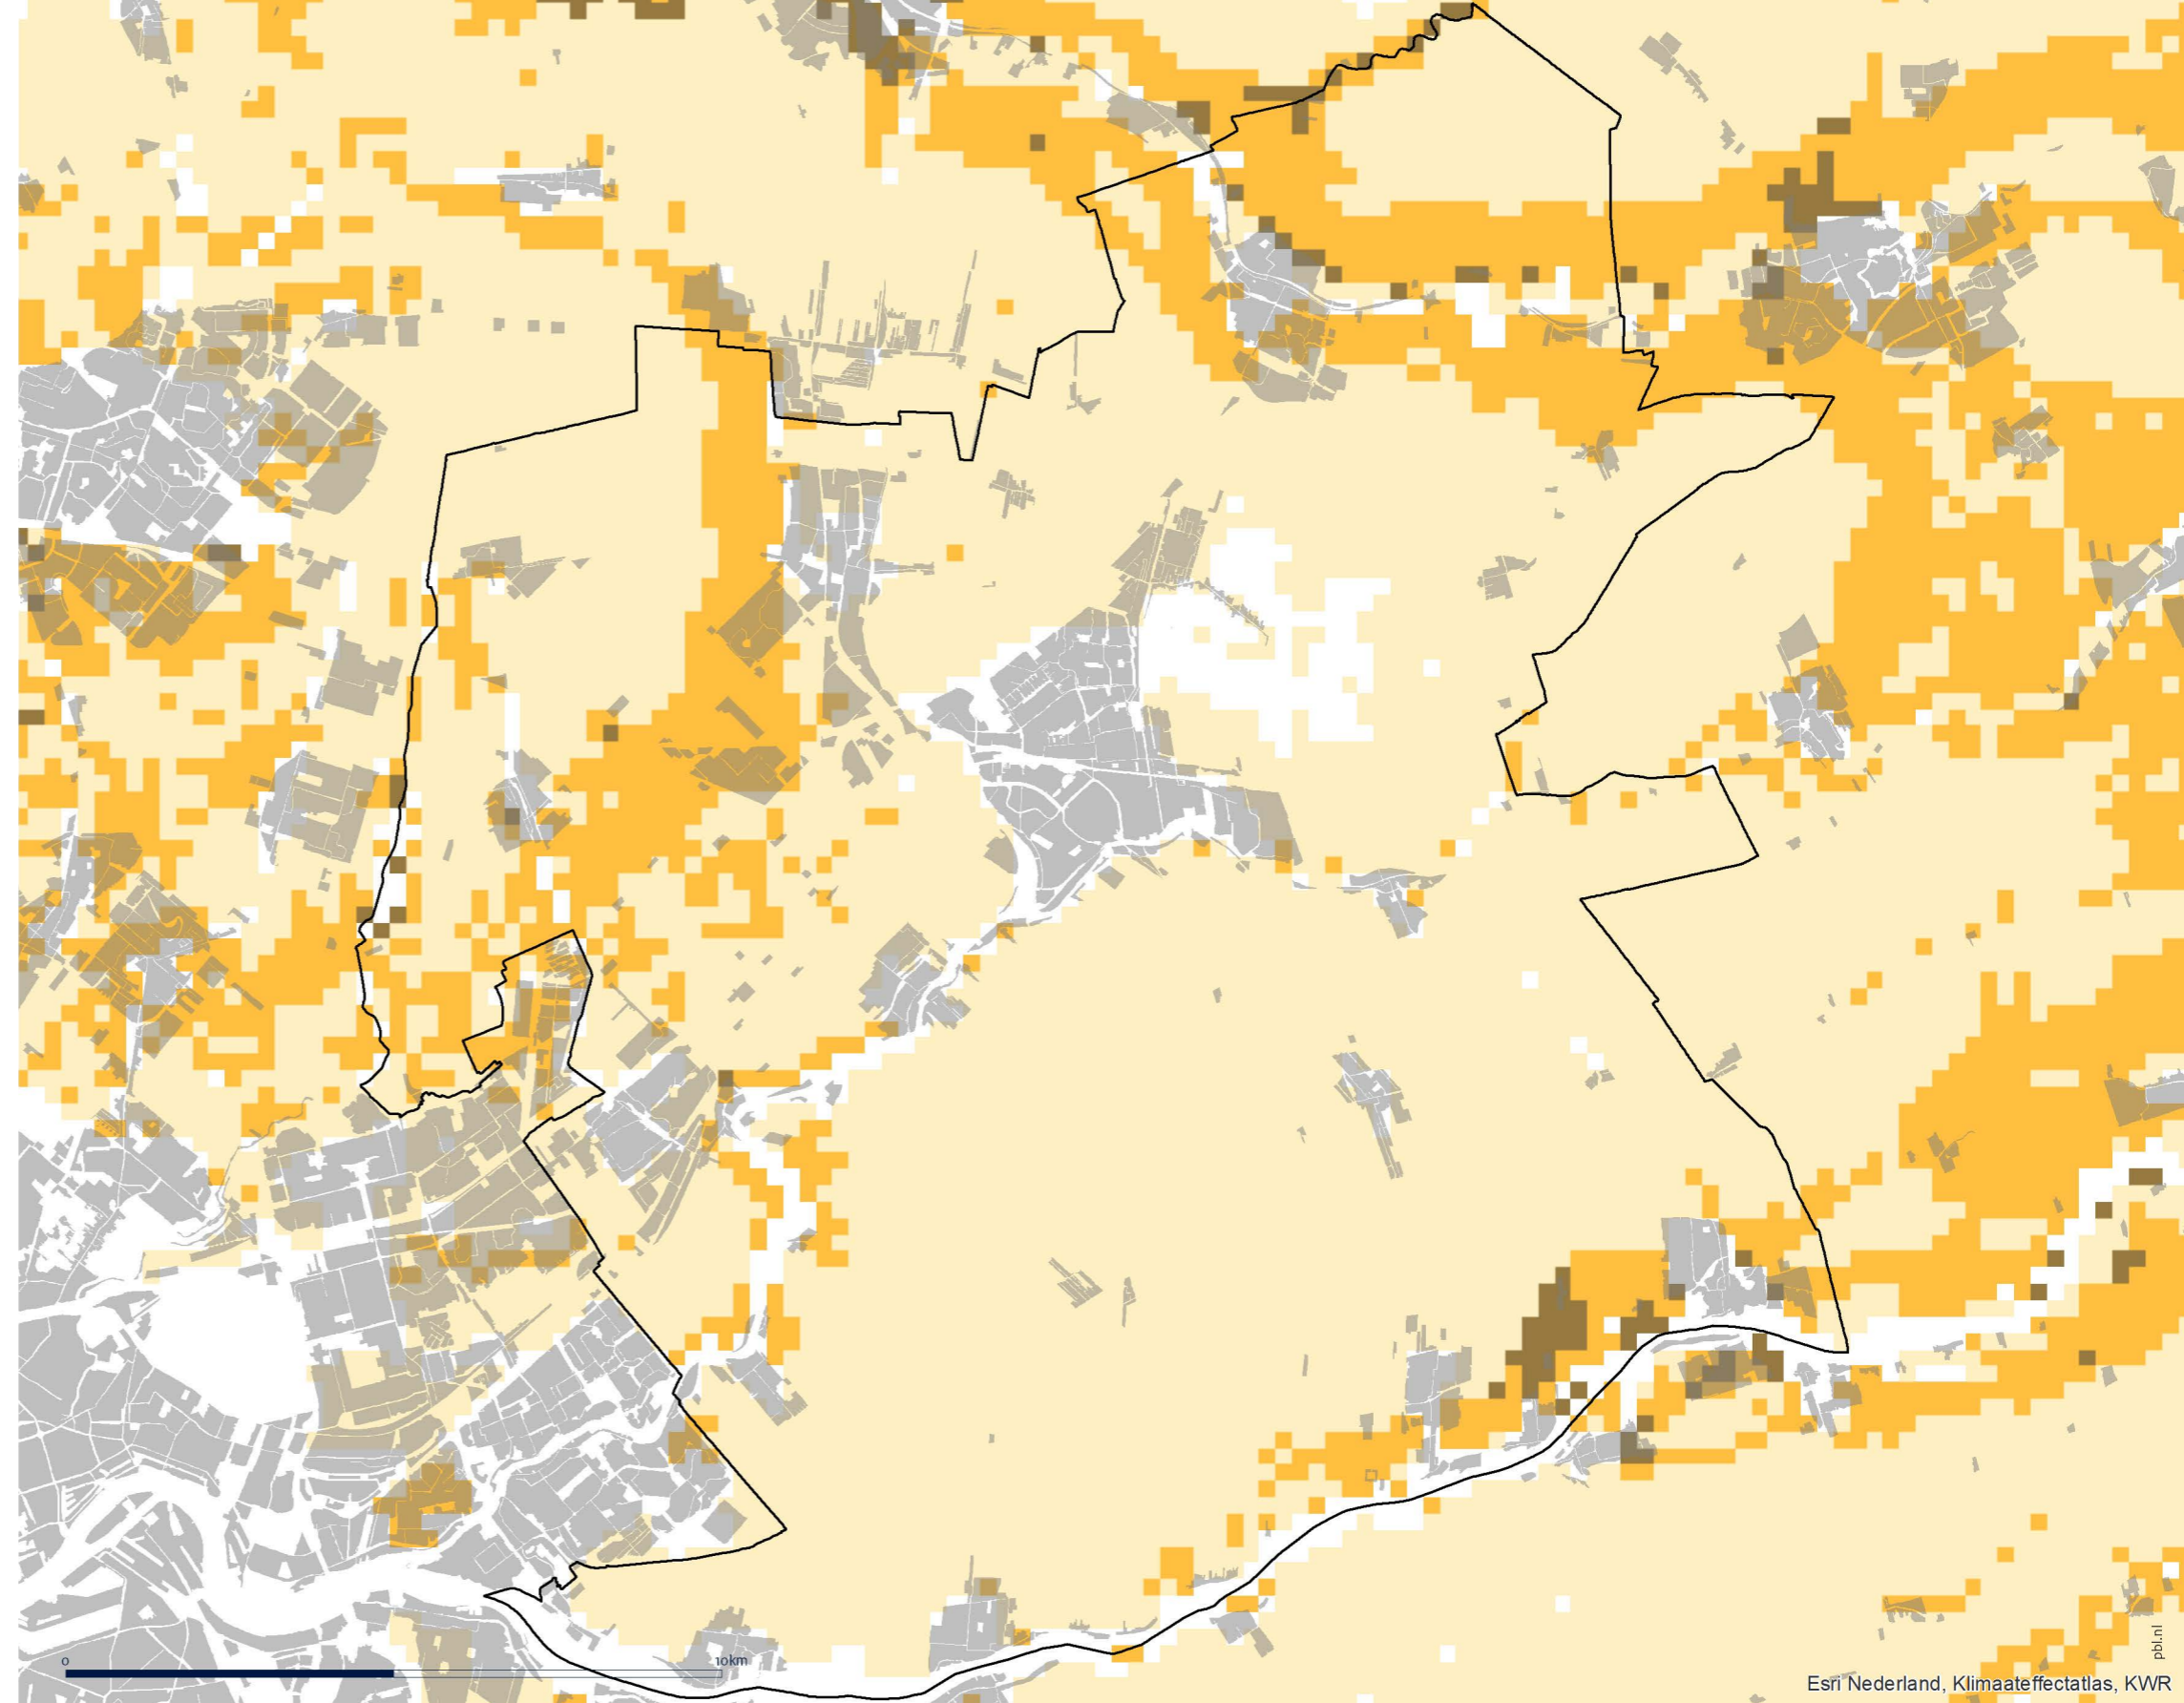 0
10km
pbl.nl
Esri Nederland, Klimaateffectatlas, KWR